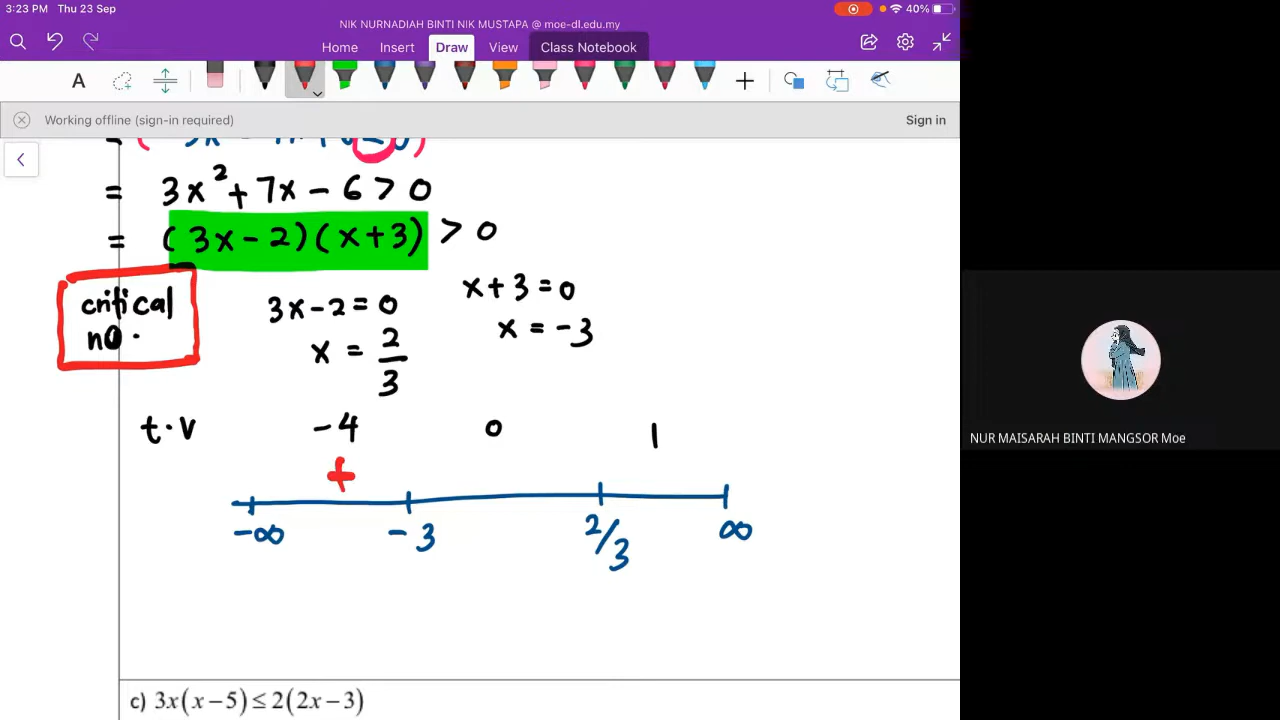 3:23 PM Thu 23 Sep
40%
NIK NURNADIAH BINTI NIK MUSTAPA @ moe-dl.edu.my
Home Insert Draw View Class Notebook
A
Working offline (sign-in required) Sign in
= 3x² + 7x − 6 > 0
= (3x − 2)(x + 3) > 0
critical
no.
3x − 2 = 0
x = 2/3
x + 3 = 0
x = −3
t.v −4 0 1
+
−∞ −3 2/3 ∞
c) 3x(x−5) ≤ 2(2x−3)
NUR MAISARAH BINTI MANGSOR Moe